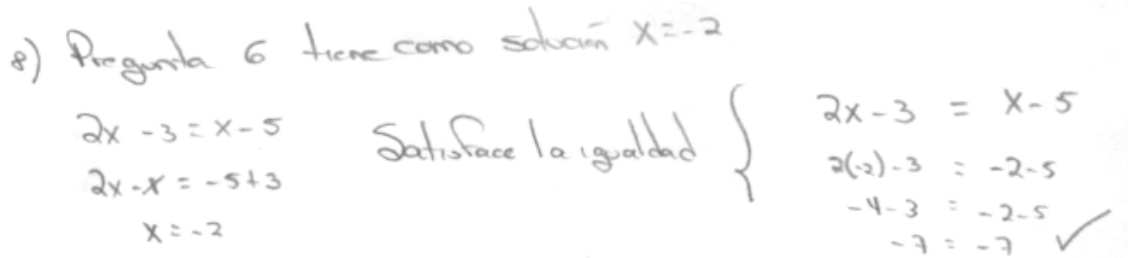 8) Pregunta 6 tiene como solución x=-2
2x - 3 = x - 5
2x - x = -5+3
x = -2
Satisface la igualdad {
2x - 3 = x - 5
2(-2) - 3 = -2-5
-4-3 = -2-5
-7 = -7 ✓